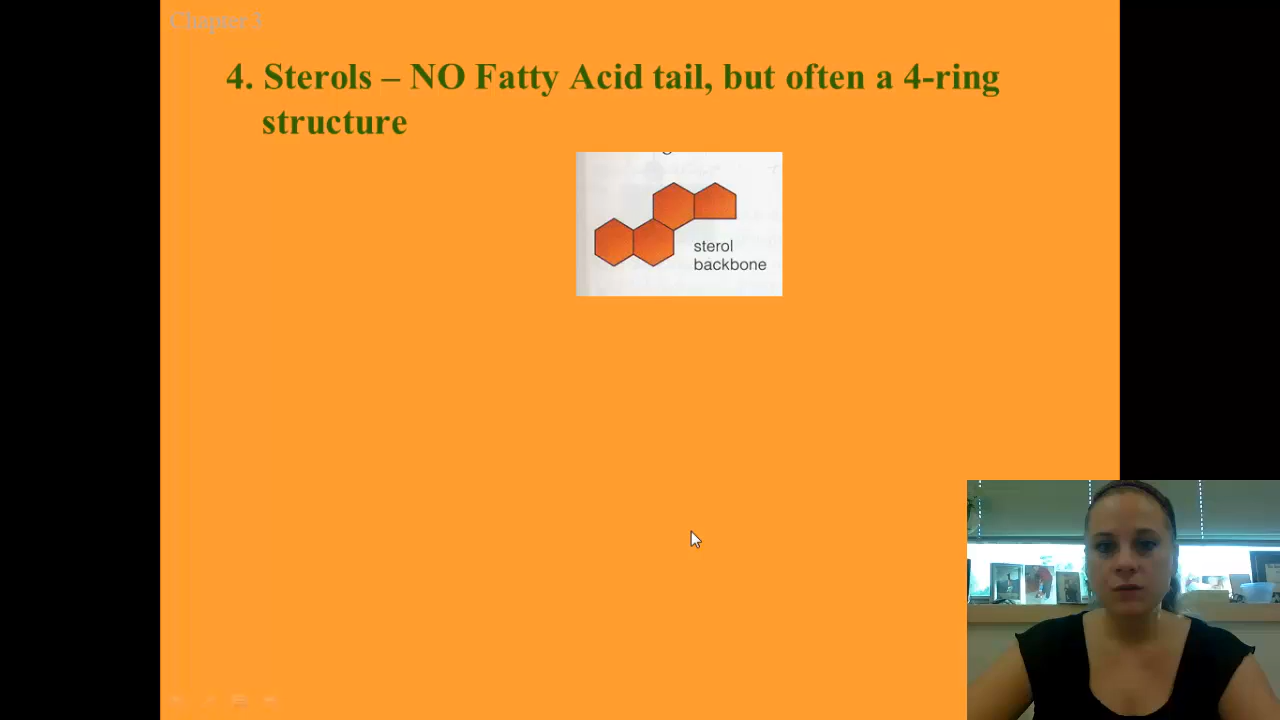 Chapter 3
4. Sterols – NO Fatty Acid tail, but often a 4-ring
structure
sterol
backbone